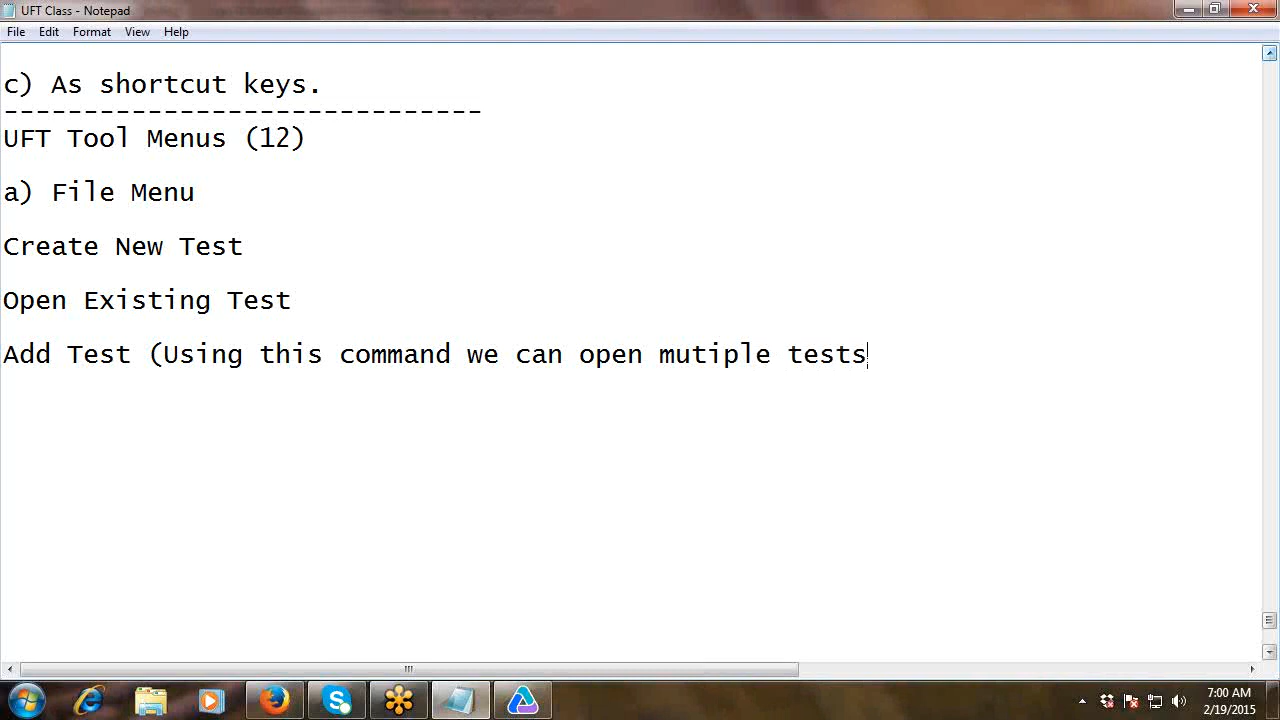 UFT Class - Notepad
File Edit Format View Help
c) As shortcut keys.
------------------------------
UFT Tool Menus (12)
a) File Menu
Create New Test
Open Existing Test
Add Test (Using this command we can open mutiple tests
7:00 AM
2/19/2015